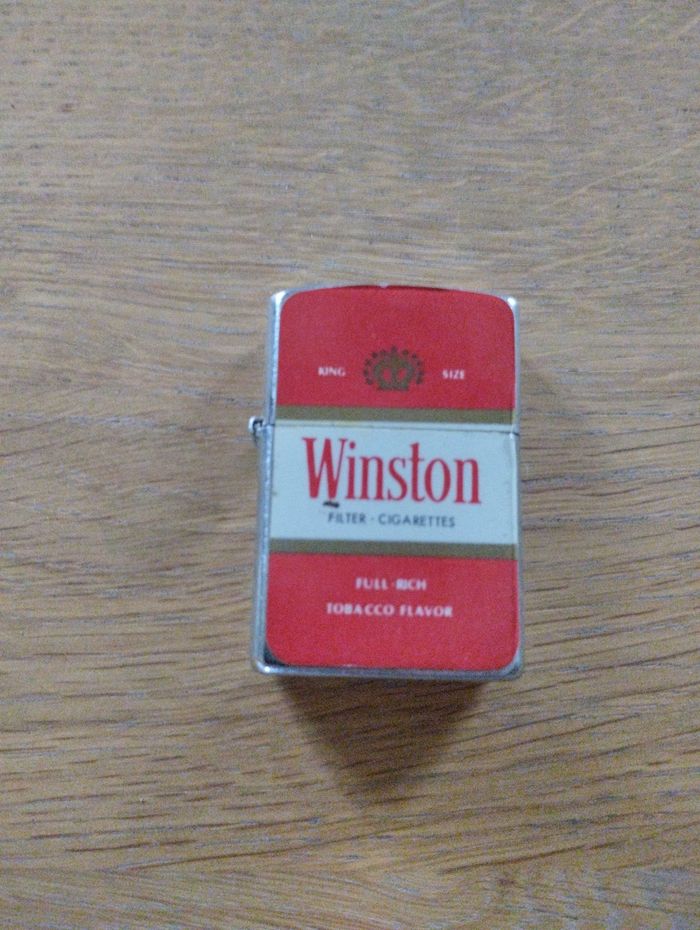 KING SIZE
Winston
FILTER - CIGARETTES
FULL-RICH
TOBACCO FLAVOR